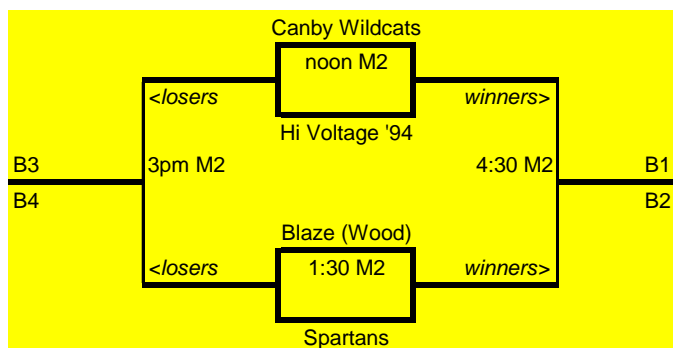 Canby Wildcats
noon M2
<losers
winners>
Hi Voltage '94
B3
3pm M2
4:30 M2
B1
B4
B2
Blaze (Wood)
<losers
1:30 M2
winners>
Spartans